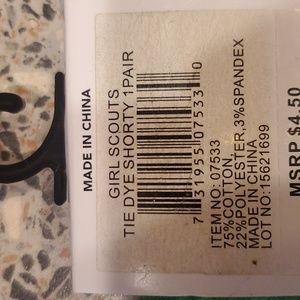 MADE IN CHINA
GIRL SCOUTS
TIE DYE SHORTY 1PAIR
7 31955 07533 0
ITEM NO: 07533
75%COTTON,
22%POLYESTER,3%SPANDEX
MADE IN CHINA
LOT NO:15621699
MSRP $4.50